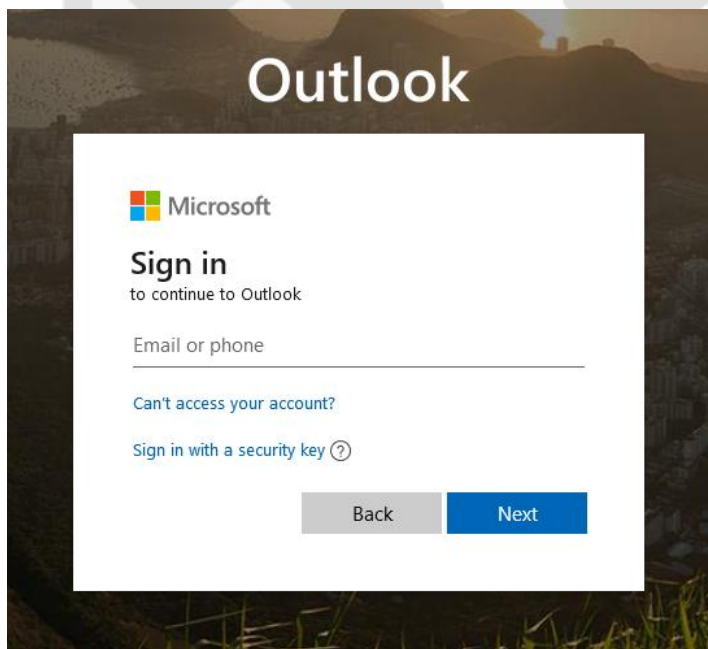 Outlook
Microsoft
Sign in
to continue to Outlook
Email or phone
Can't access your account?
Sign in with a security key ?
Back Next